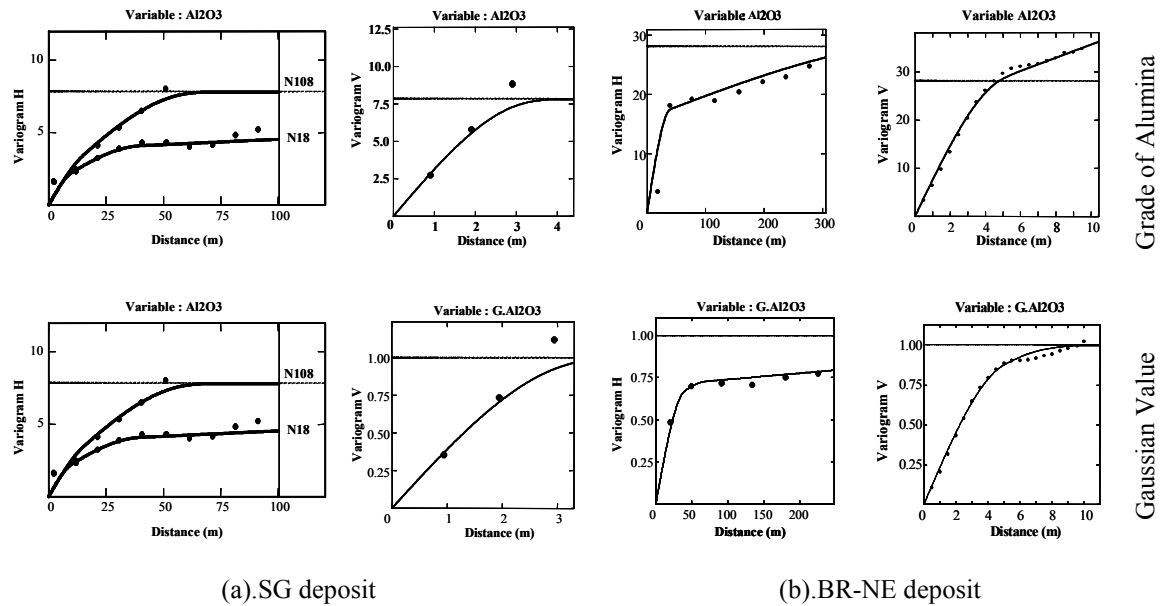 Variable : Al2O3
Variogram H
10
5
0
0 25 50 75 100
N108
N18
Distance (m)
Variable : Al2O3
Variogram V
12.5
10.0
7.5
5.0
2.5
0 1 2 3 4
Distance (m)
Variable: Al2O3
Variogram H
30
20
10
0
0 100 200 300
Distance (m)
Variable Al2O3
Variogram V
30
20
10
0
0 2 4 6 8 10
Distance (m)
Grade of Alumina
Variable : Al2O3
Variogram H
10
5
0
0 25 50 75 100
N108
N18
Distance (m)
Variable : G.Al2O3
Variogram V
1.00
0.75
0.50
0.25
0 1 2 3
Distance (m)
Variable : G.Al2O3
Variogram H
1.00
0.75
0.50
0.25
0 50 100 150 200
Distance (m)
Variable : G.Al2O3
Variogram V
1.00
0.75
0.50
0.25
0 2 4 6 8 10
Distance (m)
Gaussian Value
(a).SG deposit
(b).BR-NE deposit